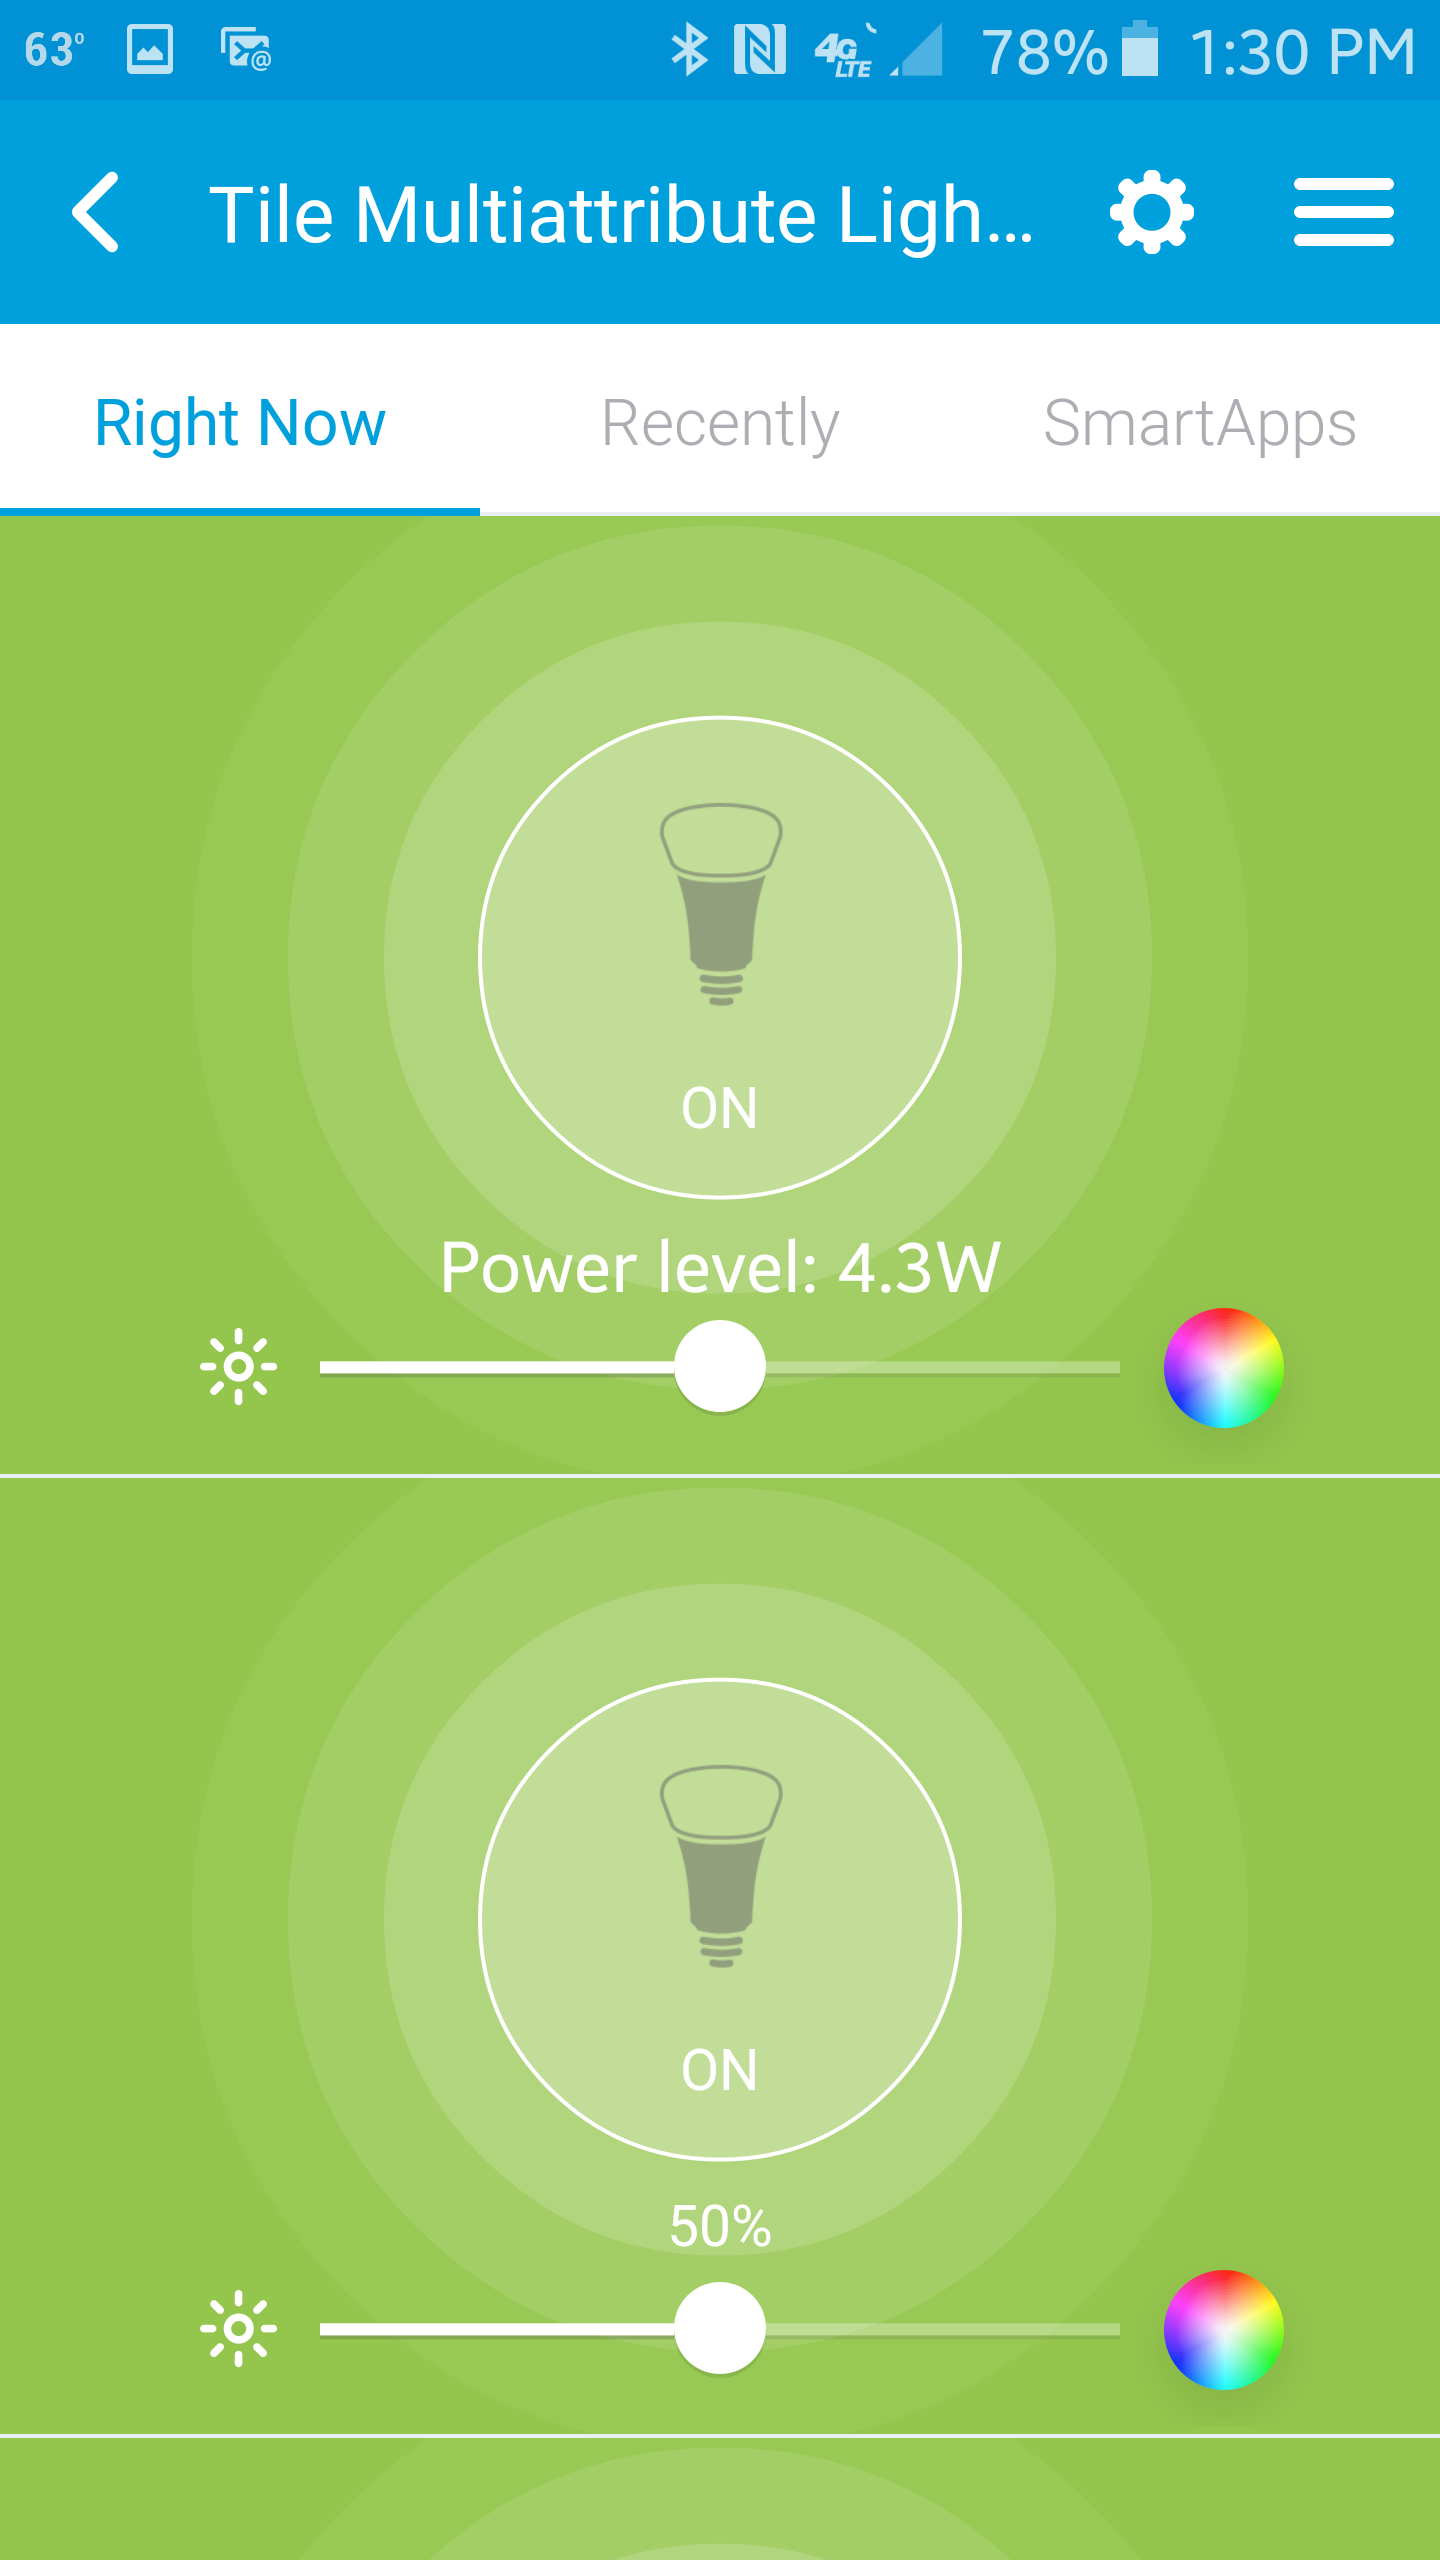 63° @ 4G LTE 78% 1:30 PM
Tile Multiattribute Ligh...
Right Now Recently SmartApps
ON
Power level: 4.3W
ON
50%